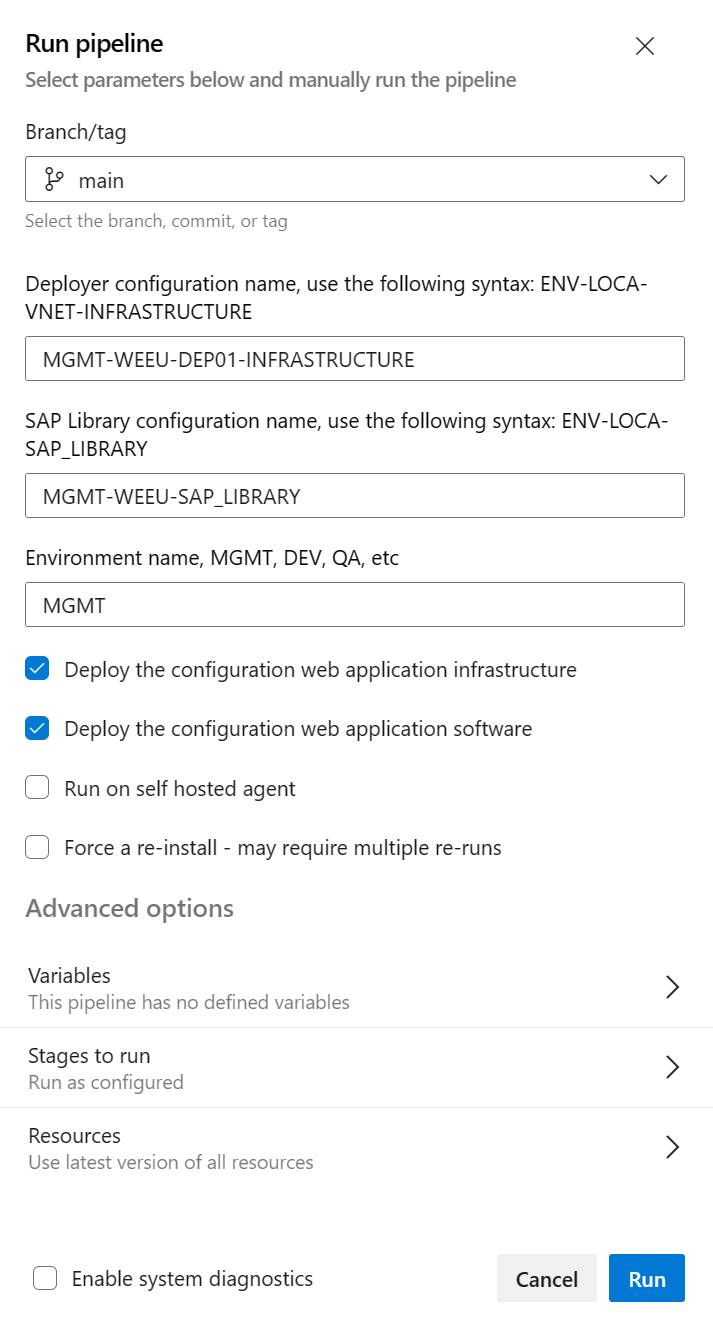 Run pipeline
Select parameters below and manually run the pipeline
Branch/tag
main
Select the branch, commit, or tag
Deployer configuration name, use the following syntax: ENV-LOCA-
VNET-INFRASTRUCTURE
MGMT-WEEU-DEP01-INFRASTRUCTURE
SAP Library configuration name, use the following syntax: ENV-LOCA-
SAP_LIBRARY
MGMT-WEEU-SAP_LIBRARY
Environment name, MGMT, DEV, QA, etc
MGMT
Deploy the configuration web application infrastructure
Deploy the configuration web application software
Run on self hosted agent
Force a re-install - may require multiple re-runs
Advanced options
Variables
This pipeline has no defined variables
Stages to run
Run as configured
Resources
Use latest version of all resources
Enable system diagnostics
Cancel
Run